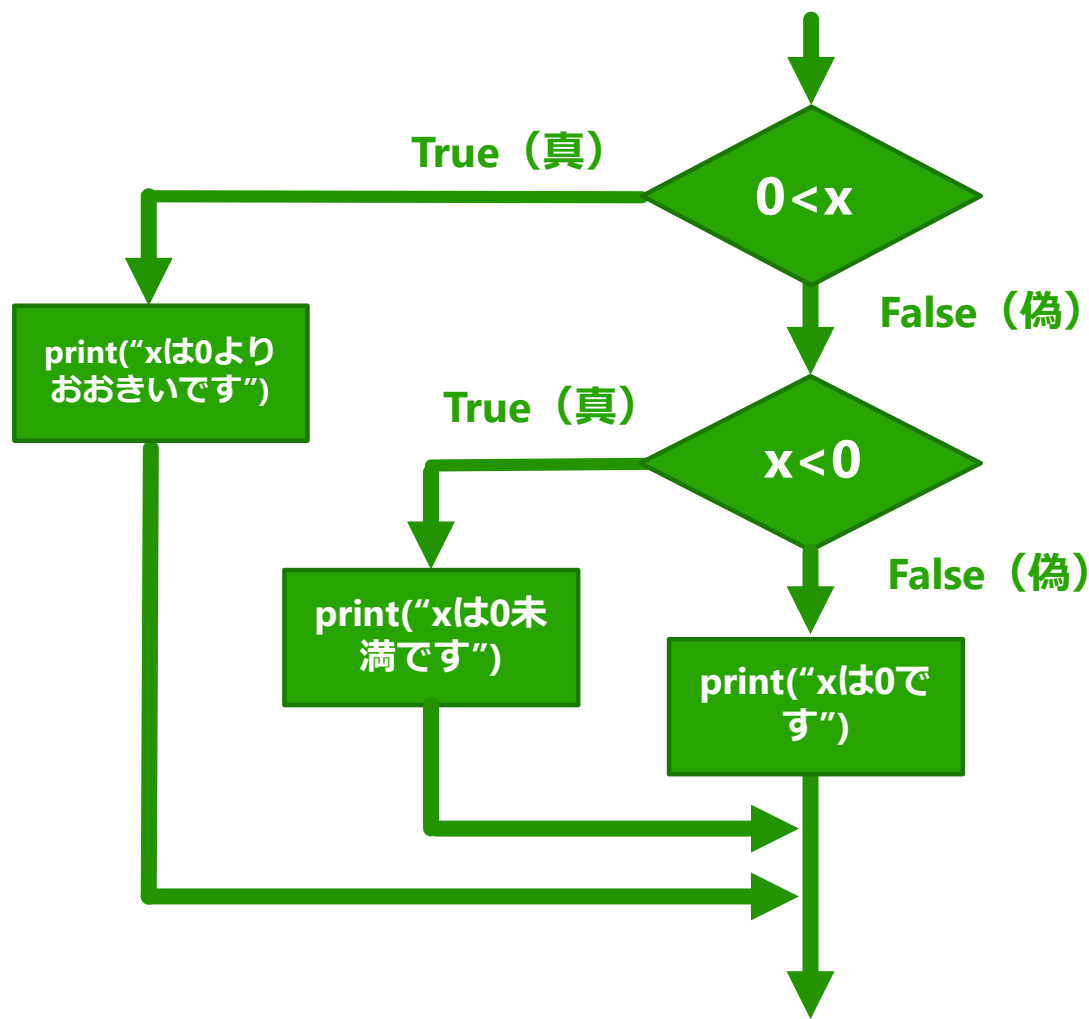 True（真）
0<x
False（偽）
print(“xは0より
おおきいです”)
True（真）
x<0
False（偽）
print(“xは0未
満です”)
print(“xは0で
す”)